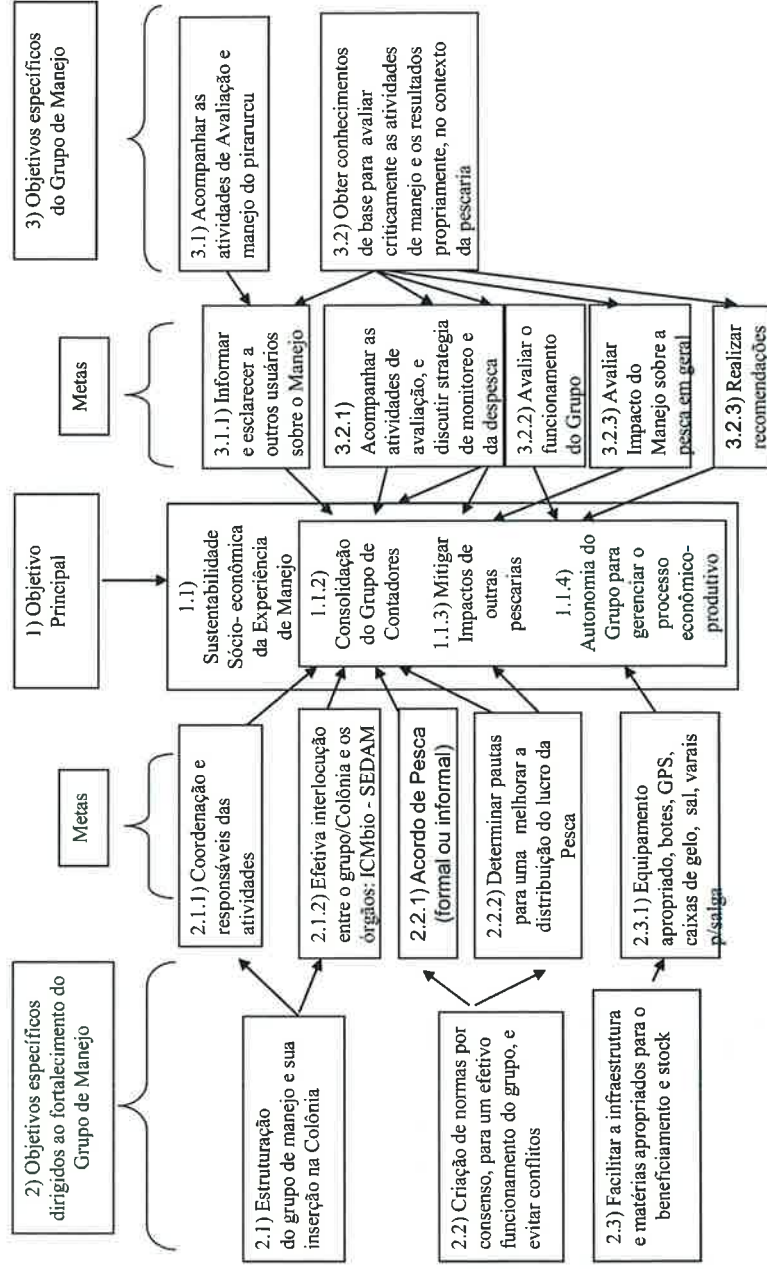 2) Objetivos específicos
dirigidos ao fortalecimento do
Grupo de Manejo
2.1) Estruturação
do grupo de manejo e sua
inserção na Colônia
2.2) Criação de normas por
consenso, para um efetivo
funcionamento do grupo, e
evitar conflitos
2.3) Facilitar a infraestrutura
e matérias apropriados para o
beneficiamento e stock
Metas
2.1.1) Coordenação e
responsáveis das
atividades
2.1.2) Efetiva interlocução
entre o grupo/Colônia e os
órgãos: ICMbio - SEDAM
2.2.1) Acordo de Pesca
(formal ou informal)
2.2.2) Determinar pautas
para uma melhorar a
distribuição do lucro da
Pesca
2.3.1) Equipamento
apropriado, botes, GPS,
caixas de gelo, sal, varais
p/salga
1) Objetivo
Principal
1.1)
Sustentabilidade
Sócio- econômica
da Experiência
de Manejo
1.1.2)
Consolidação
do Grupo de
Contadores
1.1.3) Mitigar
Impactos de
outras
pescarias
1.1.4)
Autonomia do
Grupo para
gerenciar o
processo
econômico-
produtivo
Metas
3.1.1) Informar
e esclarecer a
outros usuários
sobre o Manejo
3.2.1)
Acompanhar as
atividades de
avaliação, e
discutir strategia
de monitoreo e
da despesca
3.2.2) Avaliar o
funcionamento
do Grupo
3.2.3) Avaliar
Impacto do
Manejo sobre a
pesca em geral
3.2.3) Realizar
recomendações
3) Objetivos específicos
do Grupo de Manejo
3.1) Acompanhar as
atividades de Avaliação e
manejo do pirarurcu
3.2) Obter conhecimentos
de base para avaliar
criticamente as atividades
de manejo e os resultados
propriamente, no contexto
da pescaria